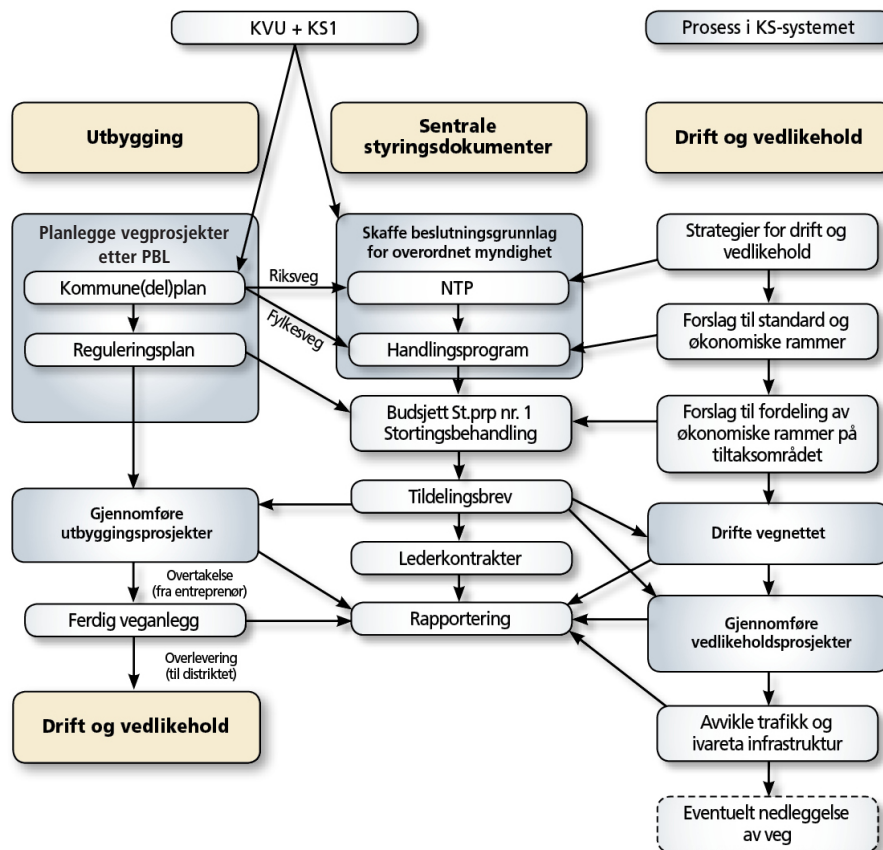 KVU + KS1
Prosess i KS-systemet
Utbygging
Sentrale
styringsdokumenter
Drift og vedlikehold
Planlegge vegprosjekter
etter PBL
Kommune(del)plan
Reguleringsplan
Riksveg
Fylkesveg
Skaffe beslutningsgrunnlag
for overordnet myndighet
NTP
Handlingsprogram
Strategier for drift og
vedlikehold
Forslag til standard og
økonomiske rammer
Budsjett St.prp nr. 1
Stortingsbehandling
Forslag til fordeling av
økonomiske rammer på
tiltaksområdet
Gjennomføre
utbyggingsprosjekter
Tildelingsbrev
Drifte vegnettet
Lederkontrakter
Overtakelse
(fra entreprenør)
Ferdig veganlegg
Rapportering
Gjennomføre
vedlikeholdsprosjekter
Overlevering
(til distriktet)
Drift og vedlikehold
Avvikle trafikk og
ivareta infrastruktur
Eventuelt nedleggelse
av veg